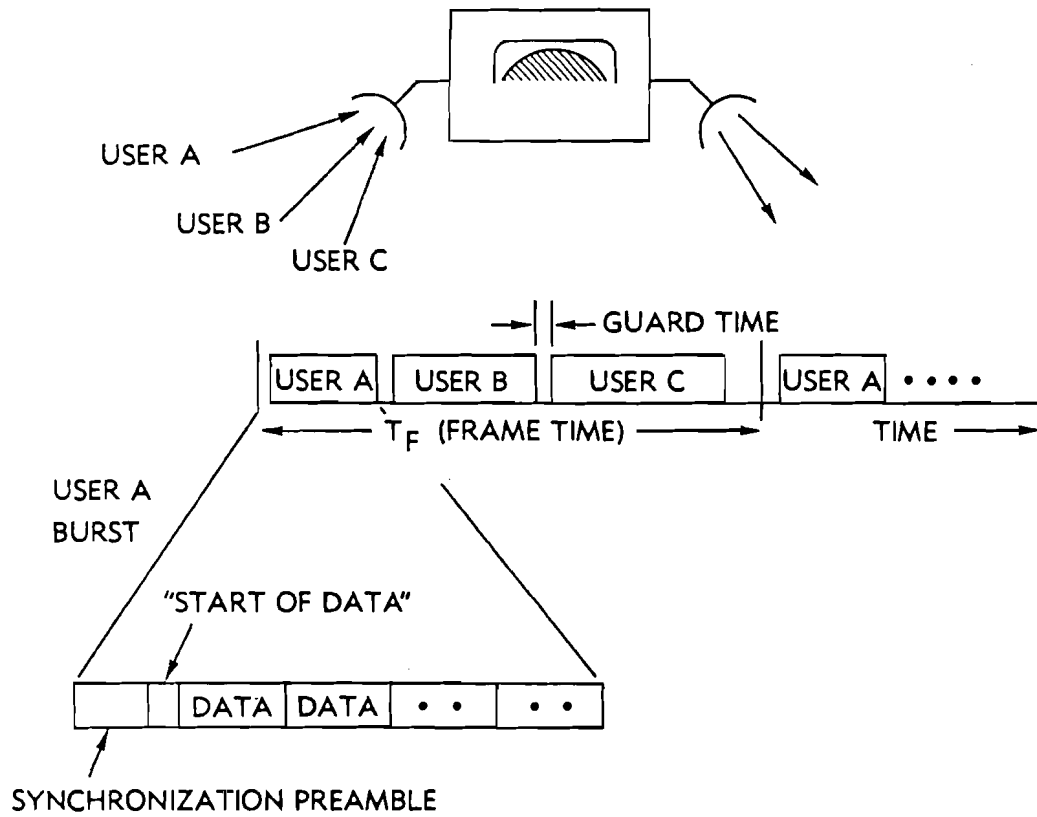 USER A
USER B
USER C
GUARD TIME
USER A
USER B
USER C
USER A
• • • •
T_F (FRAME TIME)
TIME
USER A
BURST
"START OF DATA"
DATA
DATA
• •
• •
SYNCHRONIZATION PREAMBLE